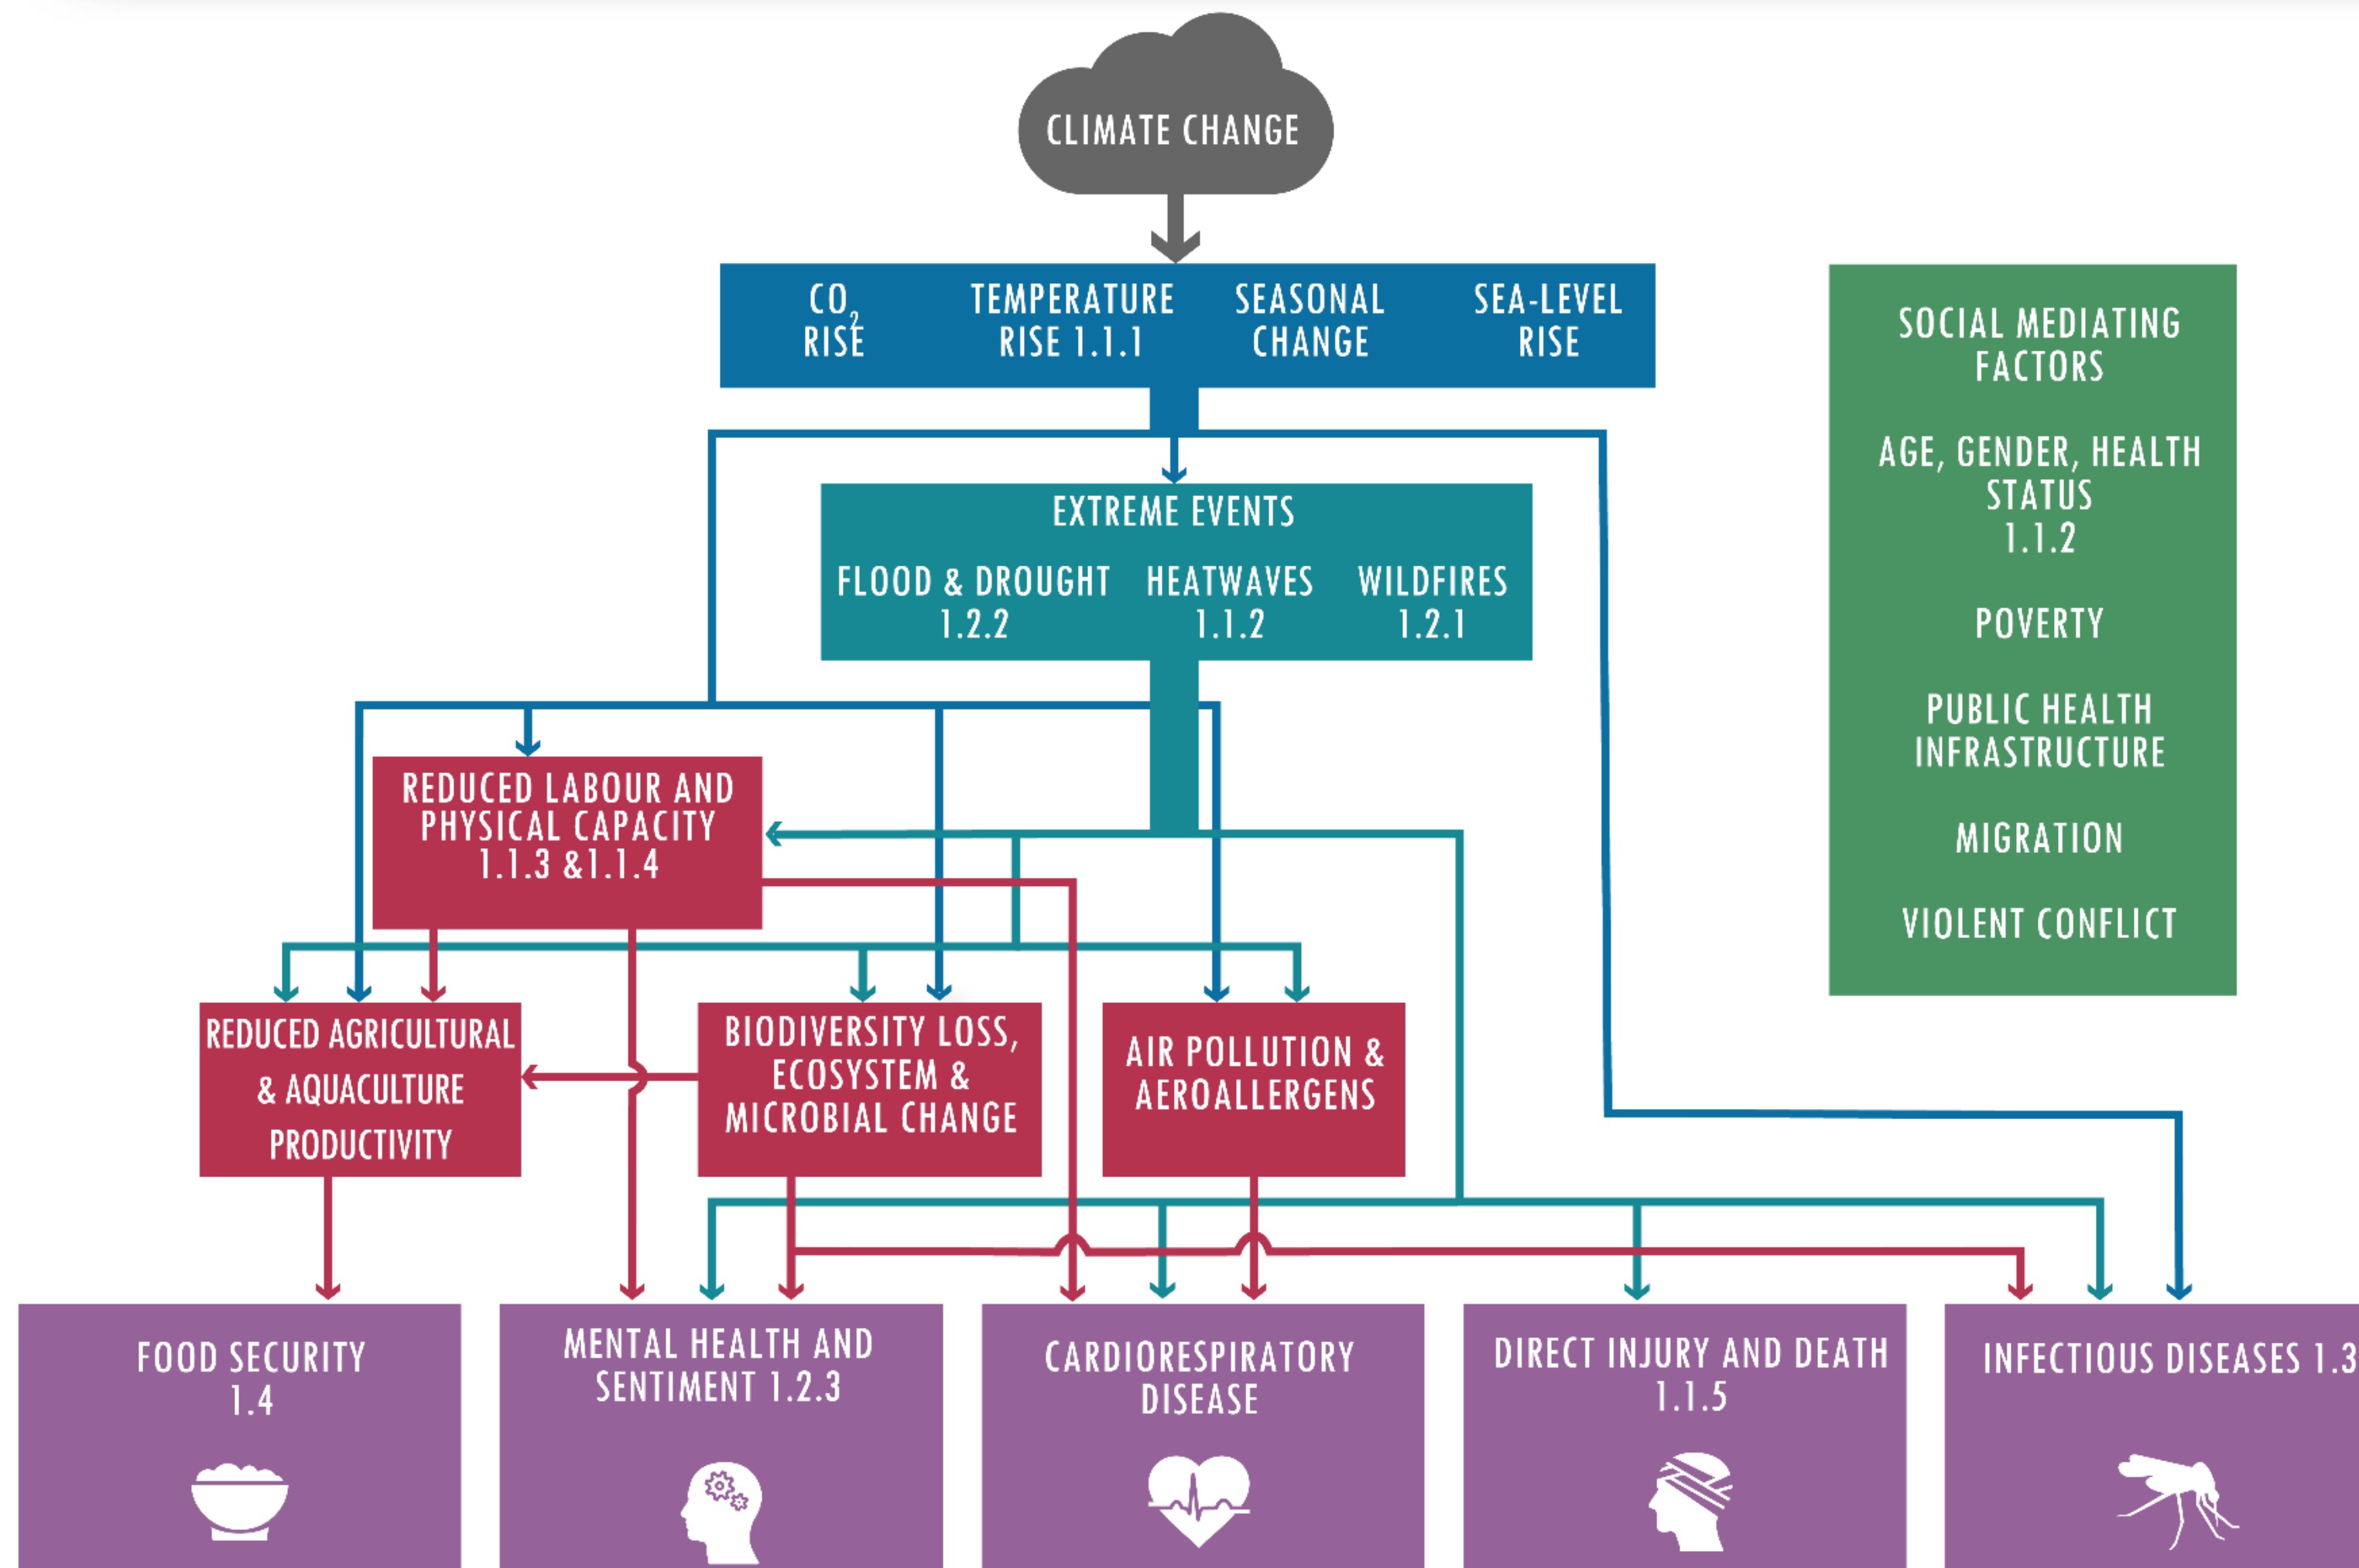 CLIMATE CHANGE
CO₂
RISE
TEMPERATURE
RISE 1.1.1
SEASONAL
CHANGE
SEA-LEVEL
RISE
SOCIAL MEDIATING
FACTORS
AGE, GENDER, HEALTH
STATUS
1.1.2
POVERTY
PUBLIC HEALTH
INFRASTRUCTURE
MIGRATION
VIOLENT CONFLICT
EXTREME EVENTS
FLOOD & DROUGHT
1.2.2
HEATWAVES
1.1.2
WILDFIRES
1.2.1
REDUCED LABOUR AND
PHYSICAL CAPACITY
1.1.3 &1.1.4
REDUCED AGRICULTURAL
& AQUACULTURE
PRODUCTIVITY
BIODIVERSITY LOSS,
ECOSYSTEM &
MICROBIAL CHANGE
AIR POLLUTION &
AEROALLERGENS
FOOD SECURITY
1.4
MENTAL HEALTH AND
SENTIMENT 1.2.3
CARDIORESPIRATORY
DISEASE
DIRECT INJURY AND DEATH
1.1.5
INFECTIOUS DISEASES 1.3